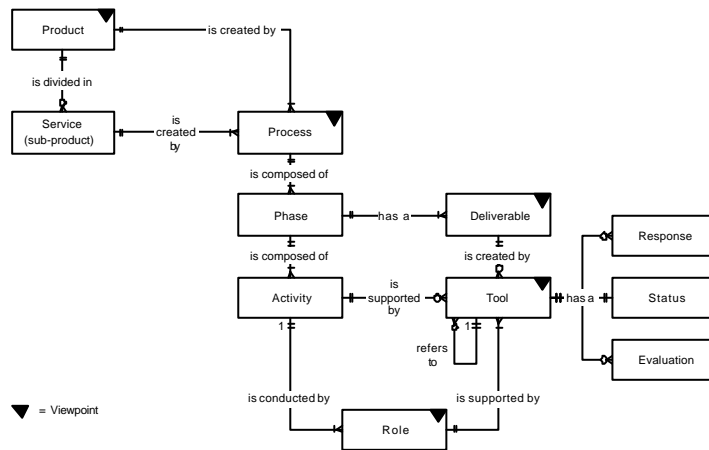 Product
is created by
is divided in
Service
(sub-product)
is
created
by
Process
is composed of
Phase
has a
Deliverable
is composed of
is created by
Response
Activity
is
supported
by
Tool
has a
Status
1
1
refers
to
Evaluation
is conducted by
is supported by
= Viewpoint
Role